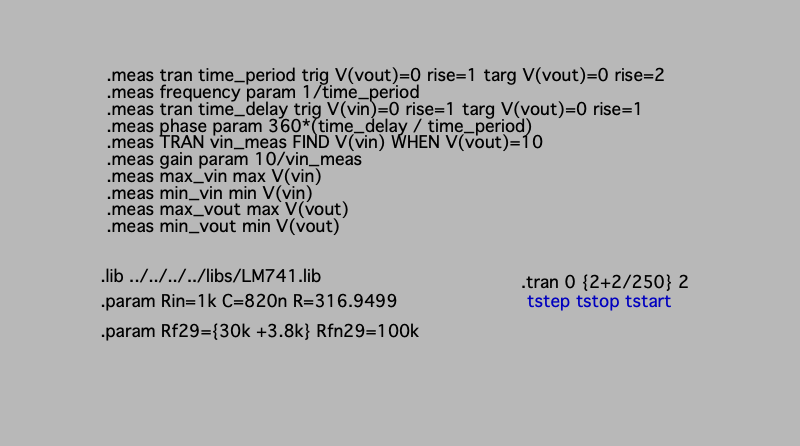 .meas tran time_period trig V(vout)=0 rise=1 targ V(vout)=0 rise=2
.meas frequency param 1/time_period
.meas tran time_delay trig V(vin)=0 rise=1 targ V(vout)=0 rise=1
.meas phase param 360*(time_delay / time_period)
.meas TRAN vin_meas FIND V(vin) WHEN V(vout)=10
.meas gain param 10/vin_meas
.meas max_vin max V(vin)
.meas min_vin min V(vin)
.meas max_vout max V(vout)
.meas min_vout min V(vout)
.lib ../../../../libs/LM741.lib
.param Rin=1k C=820n R=316.9499
.param Rf29={30k +3.8k} Rfn29=100k
.tran 0 {2+2/250} 2
tstep tstop tstart